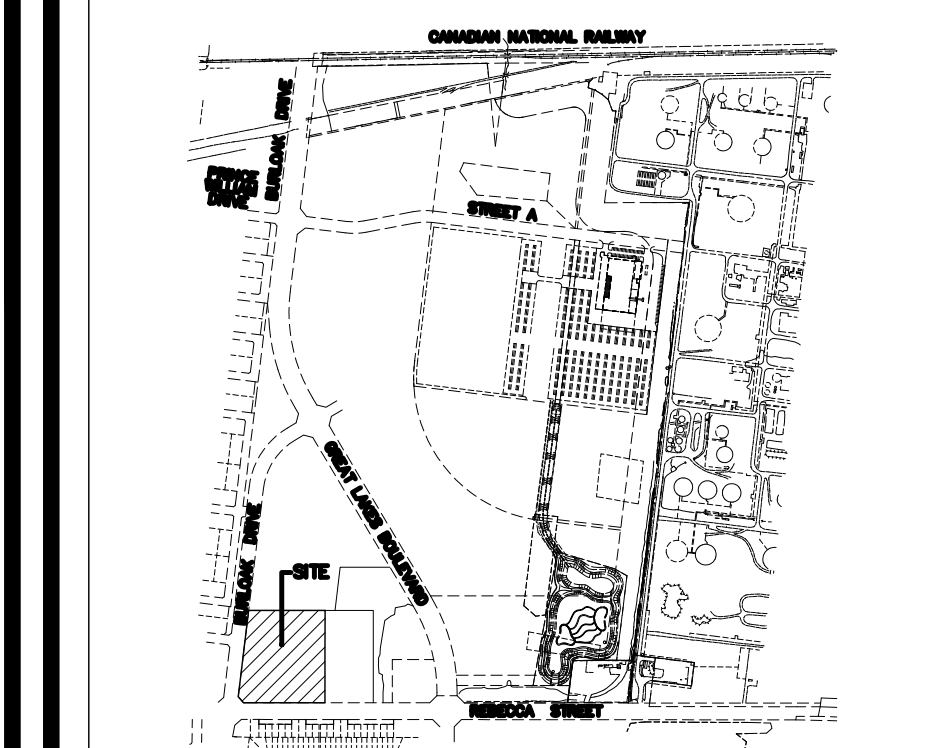 CANADIAN NATIONAL RAILWAY
BURLOAK DRIVE
PRINCE
WILLIAM
DRIVE
STREET A
GREAT LAKES BOULEVARD
BURLOAK DRIVE
SITE
REBECCA STREET